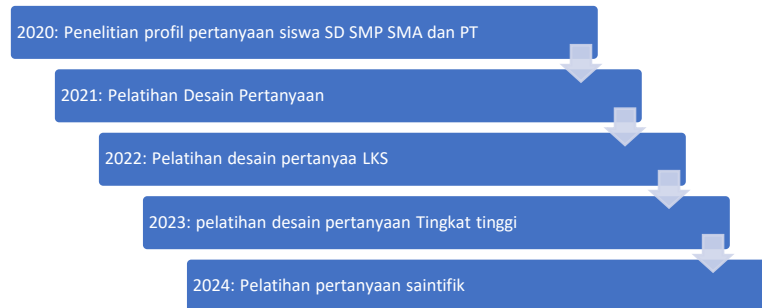 2020: Penelitian profil pertanyaan siswa SD SMP SMA dan PT
2021: Pelatihan Desain Pertanyaan
2022: Pelatihan desain pertanyaa LKS
2023: pelatihan desain pertanyaan Tingkat tinggi
2024: Pelatihan pertanyaan saintifik